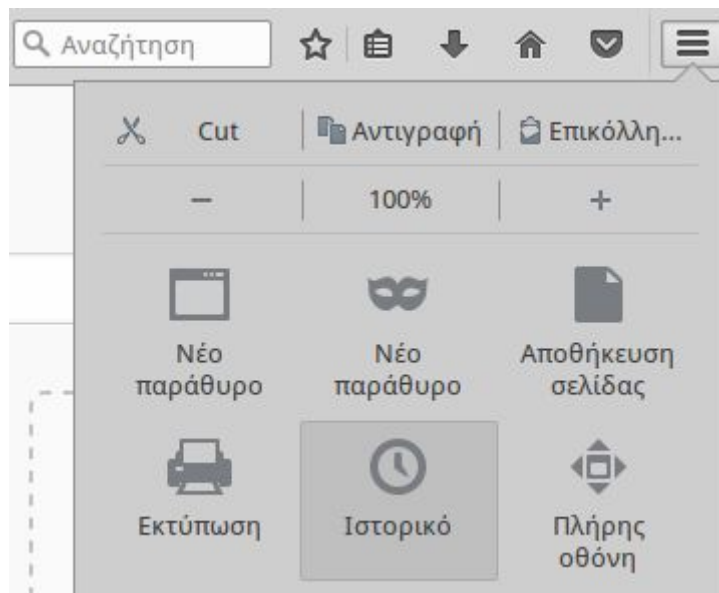 Αναζήτηση
Cut Αντιγραφή Επικόλλη...
− 100% +
Νέο παράθυρο
Νέο παράθυρο
Αποθήκευση σελίδας
Εκτύπωση
Ιστορικό
Πλήρης οθόνη